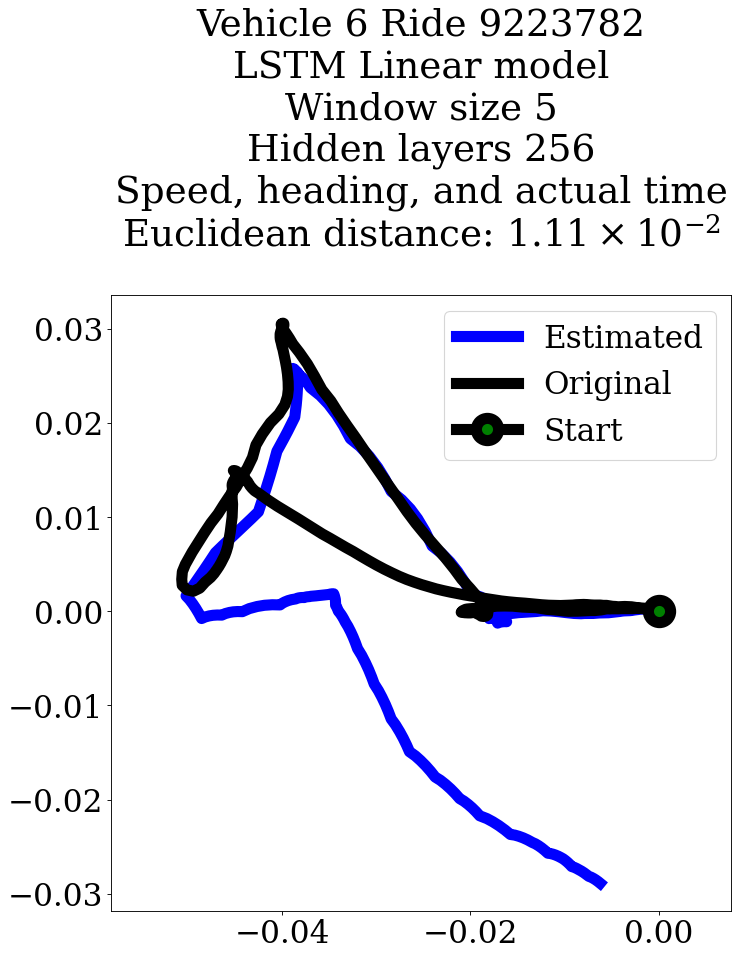 Vehicle 6 Ride 9223782
LSTM Linear model
Window size 5
Hidden layers 256
Speed, heading, and actual time
Euclidean distance: 1.11 × 10⁻²
Estimated
Original
Start
0.03
0.02
0.01
0.00
−0.01
−0.02
−0.03
−0.04
−0.02
0.00